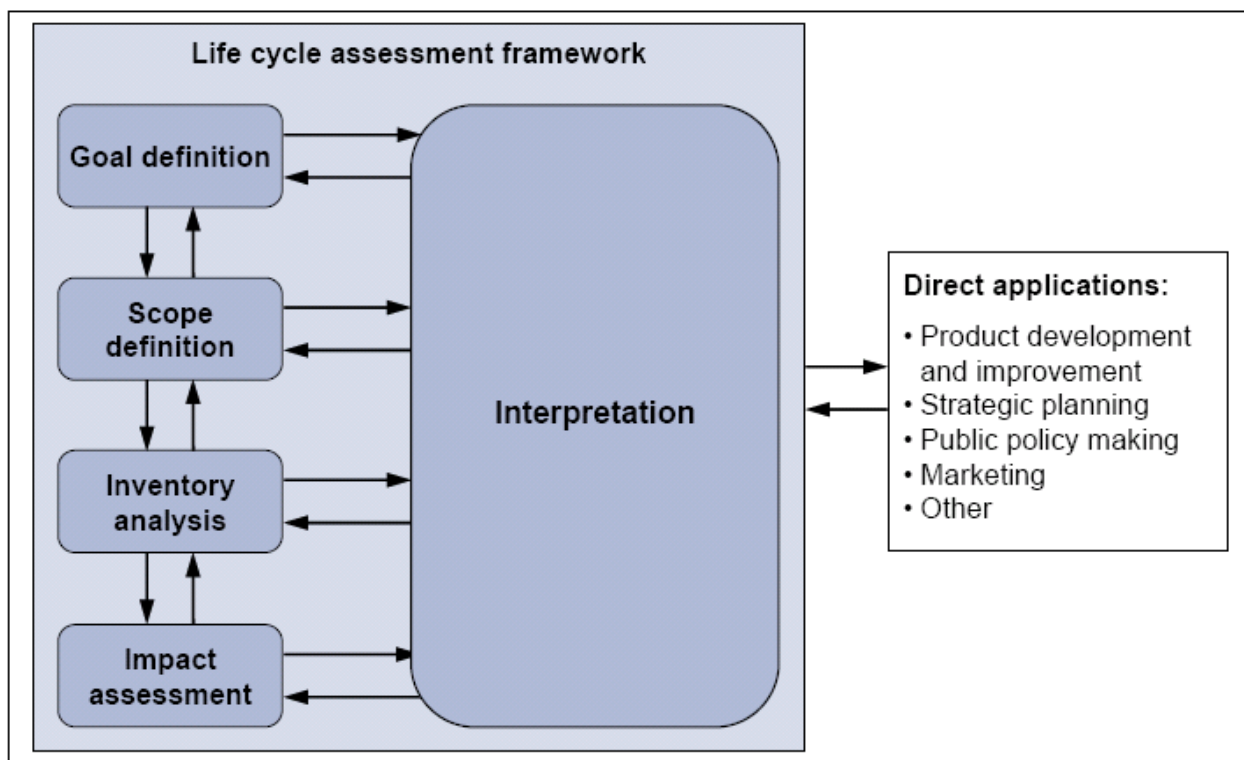 Life cycle assessment framework
Goal definition
Scope
definition
Inventory
analysis
Impact
assessment
Interpretation
Direct applications:
• Product development
and improvement
• Strategic planning
• Public policy making
• Marketing
• Other